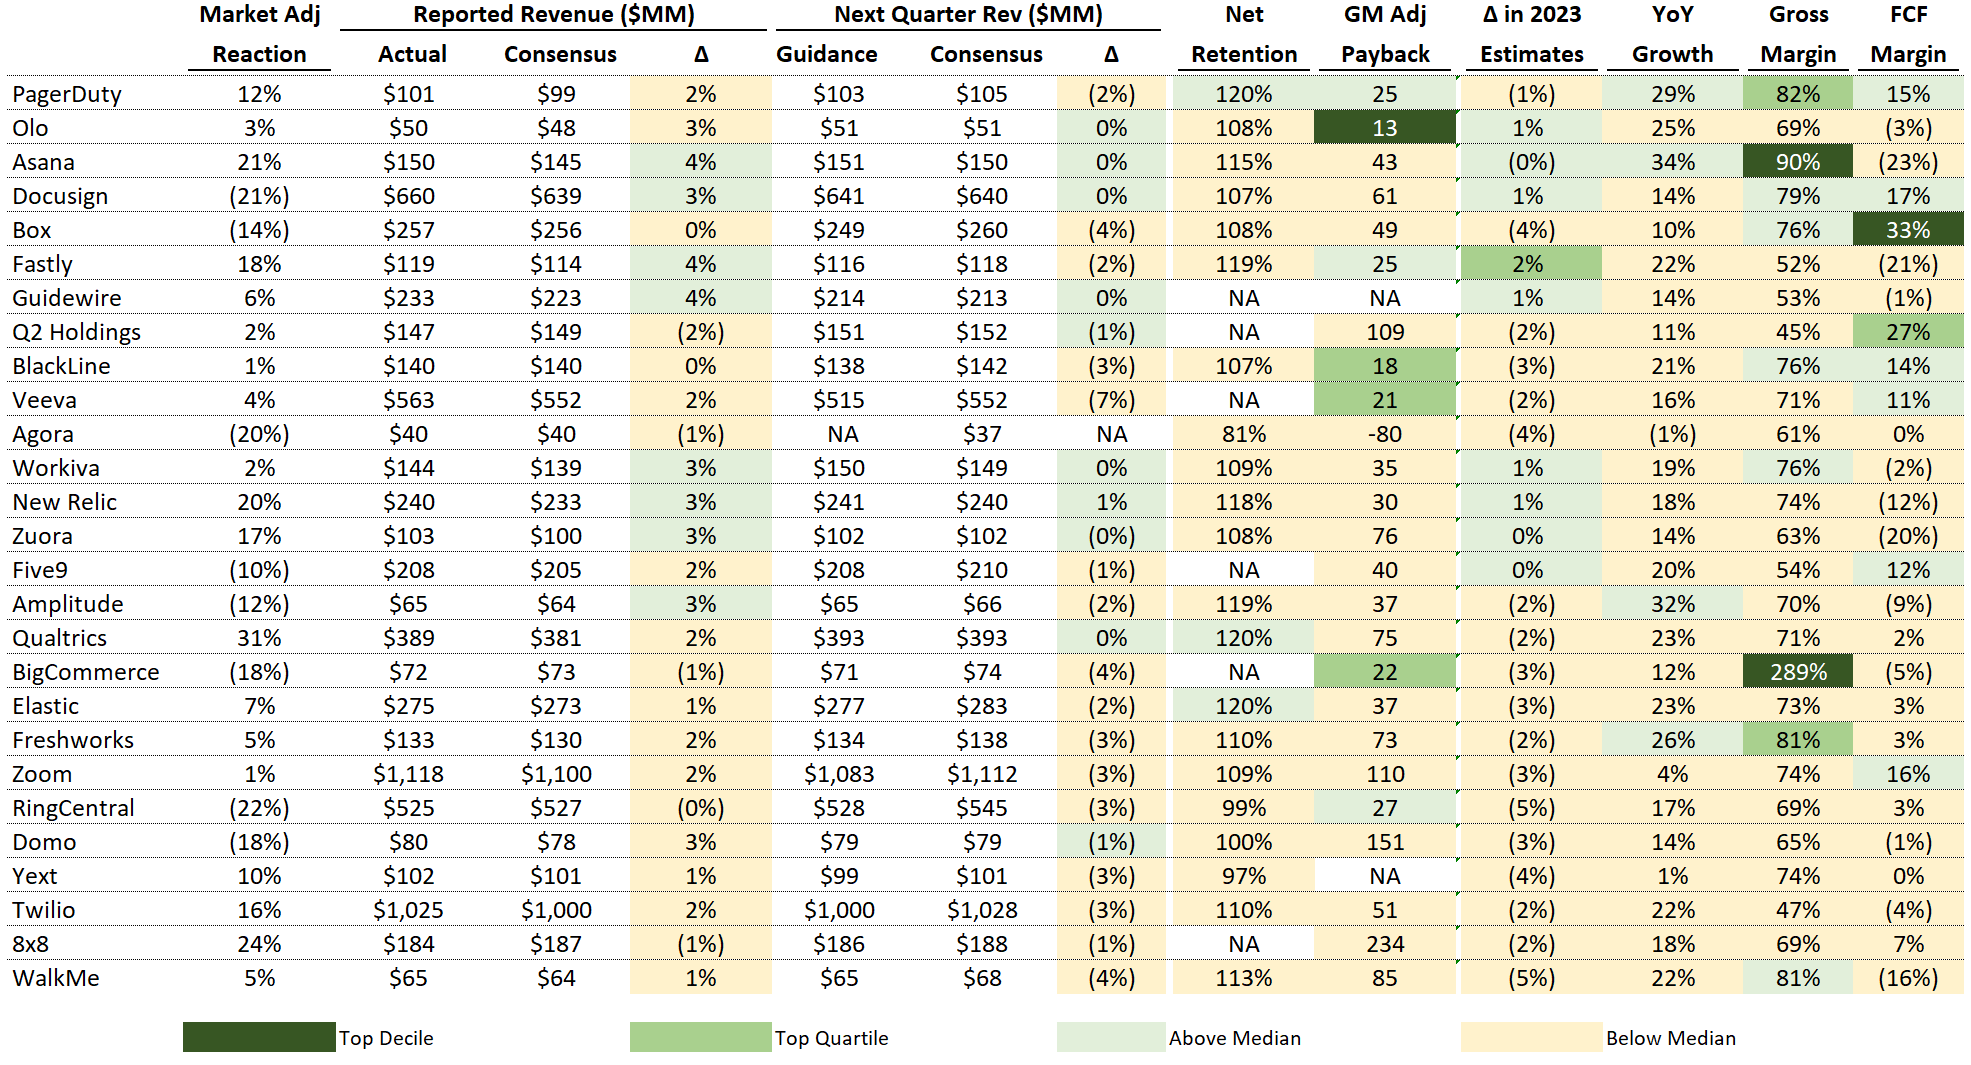 Market Adj Reported Revenue ($MM) Next Quarter Rev ($MM) Net GM Adj Δ in 2023 YoY Gross FCF
Reaction Actual Consensus Δ Guidance Consensus Δ Retention Payback Estimates Growth Margin Margin
PagerDuty 12% $101 $99 2% $103 $105 (2%) 120% 25 (1%) 29% 82% 15%
Olo 3% $50 $48 3% $51 $51 0% 108% 13 1% 25% 69% (3%)
Asana 21% $150 $145 4% $151 $150 0% 115% 43 (0%) 34% 90% (23%)
Docusign (21%) $660 $639 3% $641 $640 0% 107% 61 1% 14% 79% 17%
Box (14%) $257 $256 0% $249 $260 (4%) 108% 49 (4%) 10% 76% 33%
Fastly 18% $119 $114 4% $116 $118 (2%) 119% 25 2% 22% 52% (21%)
Guidewire 6% $233 $223 4% $214 $213 0% NA NA 1% 14% 53% (1%)
Q2 Holdings 2% $147 $149 (2%) $151 $152 (1%) NA 109 (2%) 11% 45% 27%
BlackLine 1% $140 $140 0% $138 $142 (3%) 107% 18 (3%) 21% 76% 14%
Veeva 4% $563 $552 2% $515 $552 (7%) NA 21 (2%) 16% 71% 11%
Agora (20%) $40 $40 (1%) NA $37 NA 81% -80 (4%) (1%) 61% 0%
Workiva 2% $144 $139 3% $150 $149 0% 109% 35 1% 19% 76% (2%)
New Relic 20% $240 $233 3% $241 $240 1% 118% 30 1% 18% 74% (12%)
Zuora 17% $103 $100 3% $102 $102 (0%) 108% 76 0% 14% 63% (20%)
Five9 (10%) $208 $205 2% $208 $210 (1%) NA 40 0% 20% 54% 12%
Amplitude (12%) $65 $64 3% $65 $66 (2%) 119% 37 (2%) 32% 70% (9%)
Qualtrics 31% $389 $381 2% $393 $393 0% 120% 75 (2%) 23% 71% 2%
BigCommerce (18%) $72 $73 (1%) $71 $74 (4%) NA 22 (3%) 12% 289% (5%)
Elastic 7% $275 $273 1% $277 $283 (2%) 120% 37 (3%) 23% 73% 3%
Freshworks 5% $133 $130 2% $134 $138 (3%) 110% 73 (2%) 26% 81% 3%
Zoom 1% $1,118 $1,100 2% $1,083 $1,112 (3%) 109% 110 (3%) 4% 74% 16%
RingCentral (22%) $525 $527 (0%) $528 $545 (3%) 99% 27 (5%) 17% 69% 3%
Domo (18%) $80 $78 3% $79 $79 (1%) 100% 151 (3%) 14% 65% (1%)
Yext 10% $102 $101 1% $99 $101 (3%) 97% NA (4%) 1% 74% 0%
Twilio 16% $1,025 $1,000 2% $1,000 $1,028 (3%) 110% 51 (2%) 22% 47% (4%)
8x8 24% $184 $187 (1%) $186 $188 (1%) NA 234 (2%) 18% 69% 7%
WalkMe 5% $65 $64 1% $65 $68 (4%) 113% 85 (5%) 22% 81% (16%)
Top Decile Top Quartile Above Median Below Median